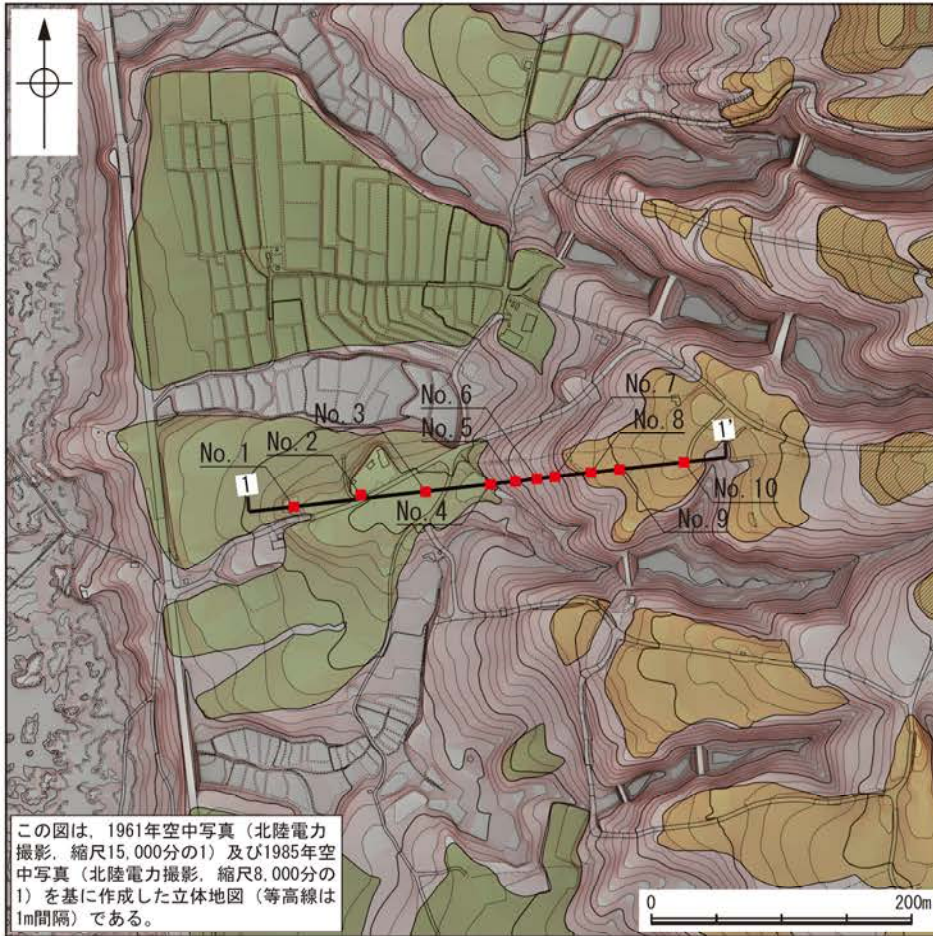 No. 7
No. 6
No. 8
No. 3
No. 5
1'
No. 2
No. 1
1
No. 10
No. 4
No. 9
この図は，1961年空中写真（北陸電力
撮影，縮尺15,000分の1）及び1985年空
中写真（北陸電力撮影，縮尺8,000分の
1）を基に作成した立体地図（等高線は
1m間隔）である。
0 200m